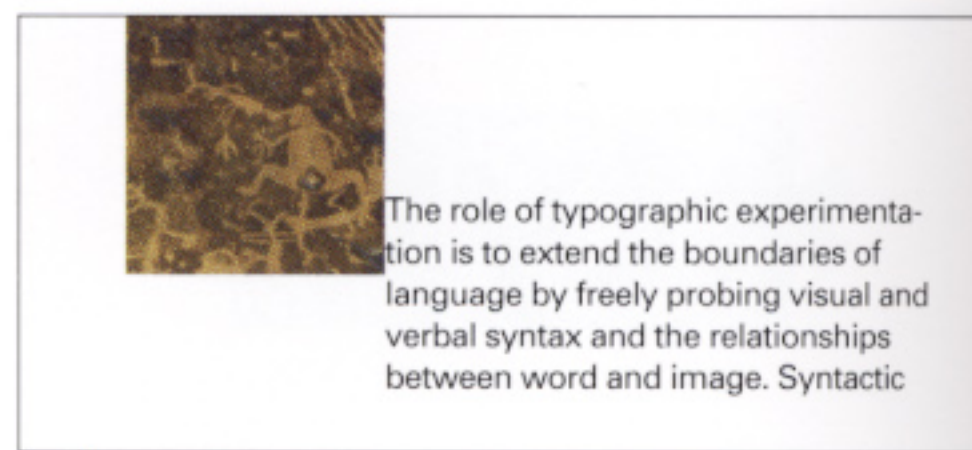 The role of typographic experimenta-
tion is to extend the boundaries of
language by freely probing visual and
verbal syntax and the relationships
between word and image. Syntactic